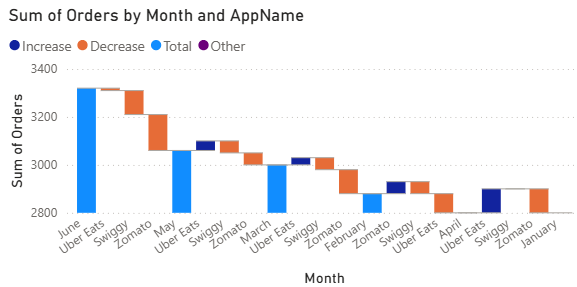 Sum of Orders by Month and AppName
Increase Decrease Total Other
3400
3200
3000
2800
Sum of Orders
June
Uber Eats
Swiggy
Zomato
May
Uber Eats
Swiggy
Zomato
March
Uber Eats
Swiggy
Zomato
February
Zomato
Swiggy
Uber Eats
April
Uber Eats
Swiggy
Zomato
January
Month